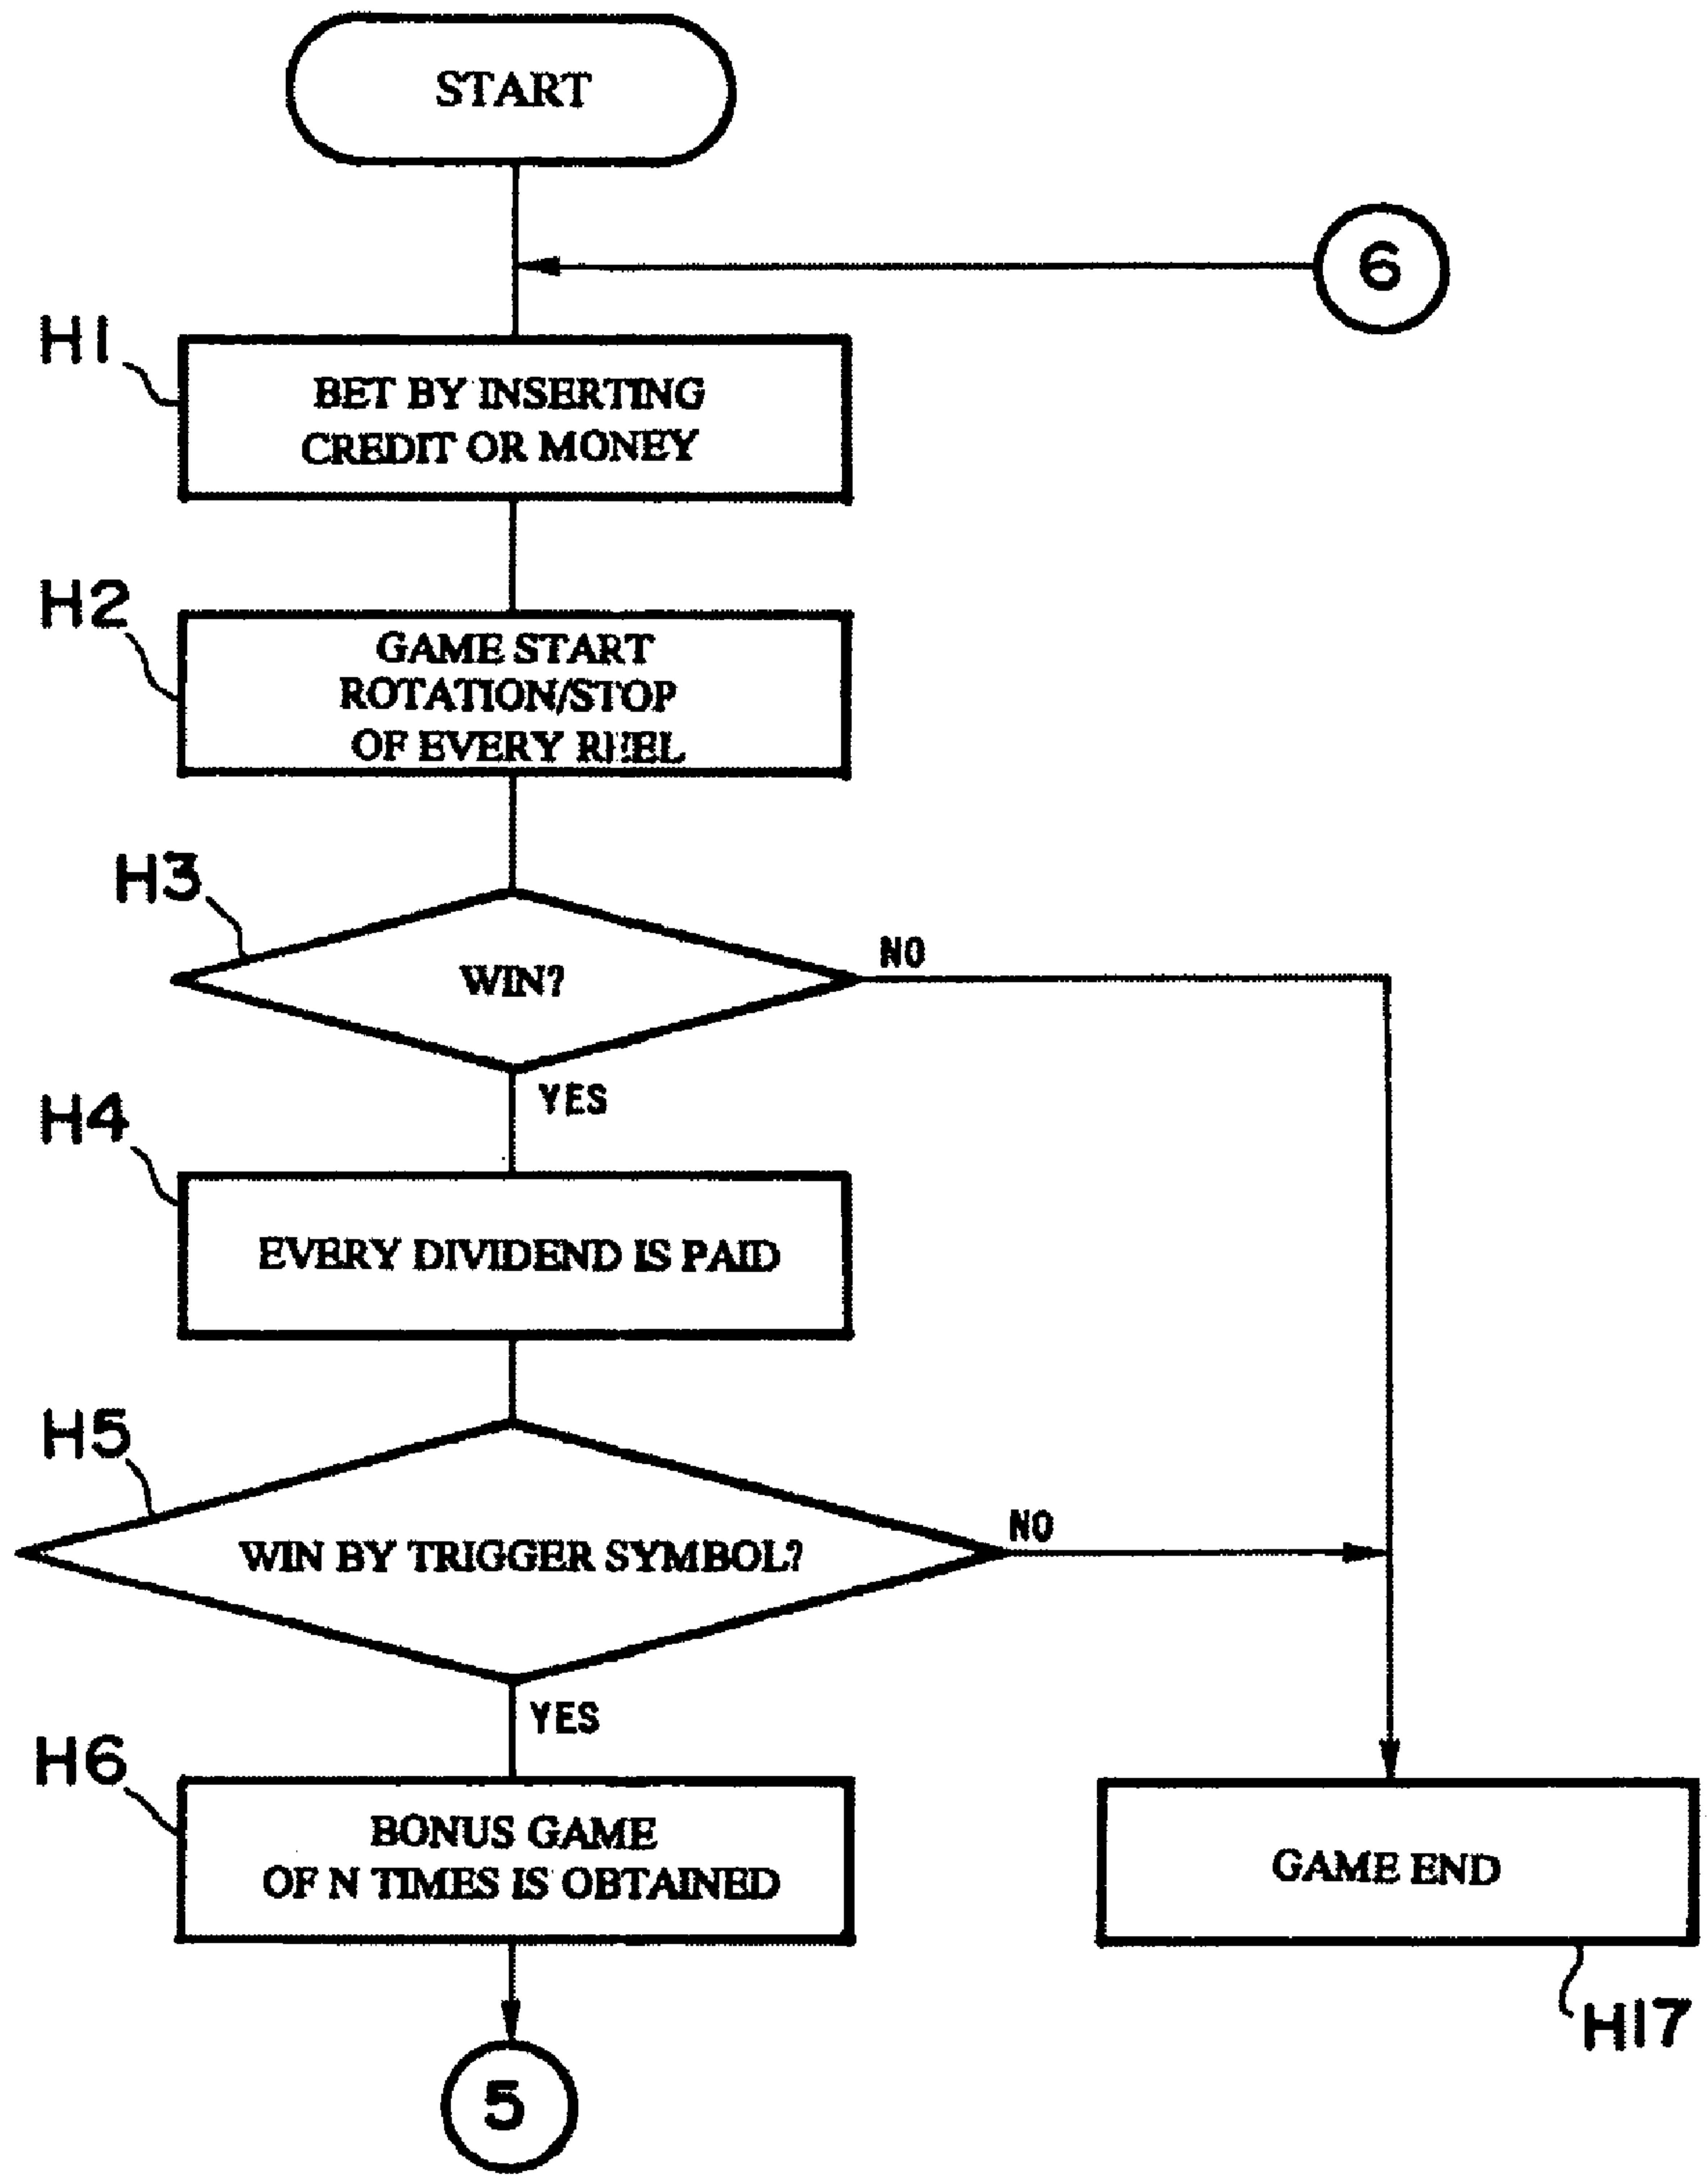 START
6
H1
BET BY INSERTING
CREDIT OR MONEY
H2
GAME START
ROTATION/STOP
OF EVERY REEL
H3
WIN?
NO
YES
H4
EVERY DIVIDEND IS PAID
H5
WIN BY TRIGGER SYMBOL?
NO
YES
H6
BONUS GAME
OF N TIMES IS OBTAINED
GAME END
H17
5